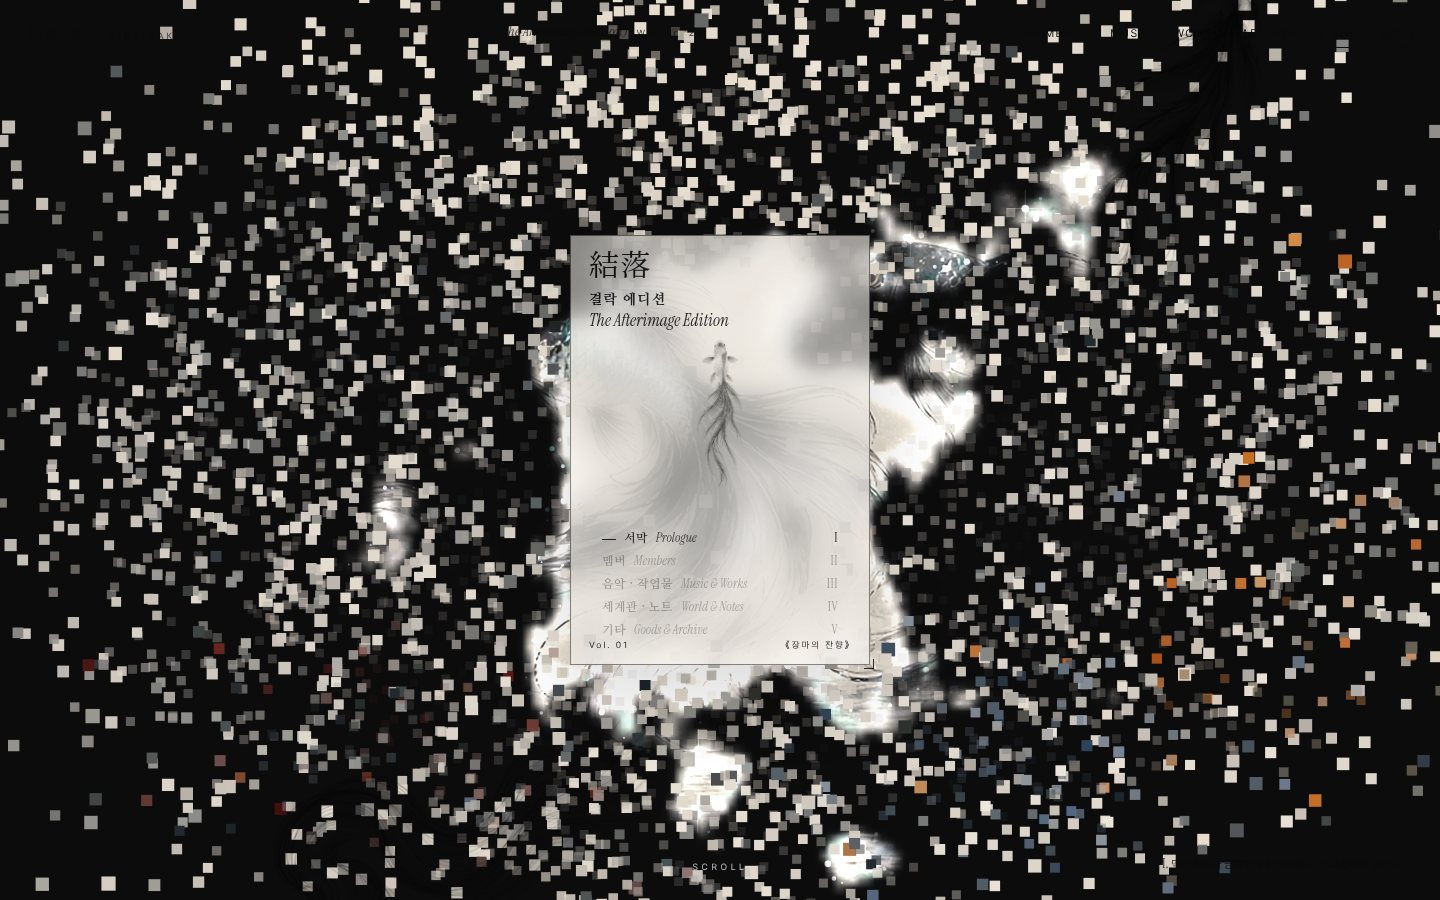 結落
결락 에디션
The Afterimage Edition
— 서막 Prologue I
멤버 Members II
음악 · 작업물 Music & Works III
세계관 · 노트 World & Notes IV
기타 Goods & Archive V
Vol. 01 《장마의 잔향》
SCROLL